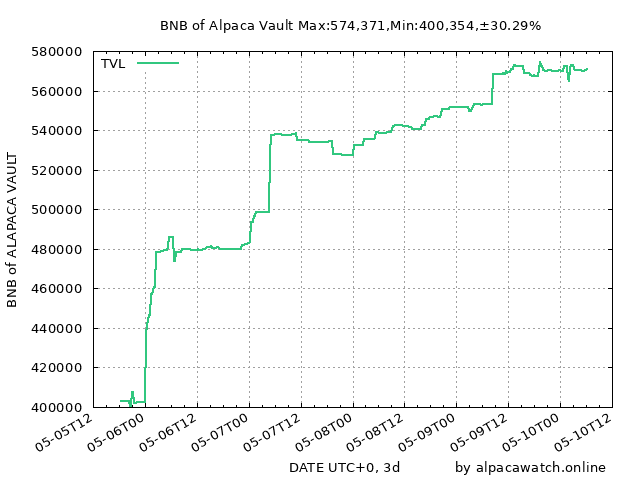 BNB of Alpaca Vault Max:574,371,Min:400,354,±30.29%
TVL
BNB of ALAPACA VAULT
580000
560000
540000
520000
500000
480000
460000
440000
420000
400000
05-05T12
05-06T00
05-06T12
05-07T00
05-07T12
05-08T00
05-08T12
05-09T00
05-09T12
05-10T00
05-10T12
DATE UTC+0, 3d
by alpacawatch.online